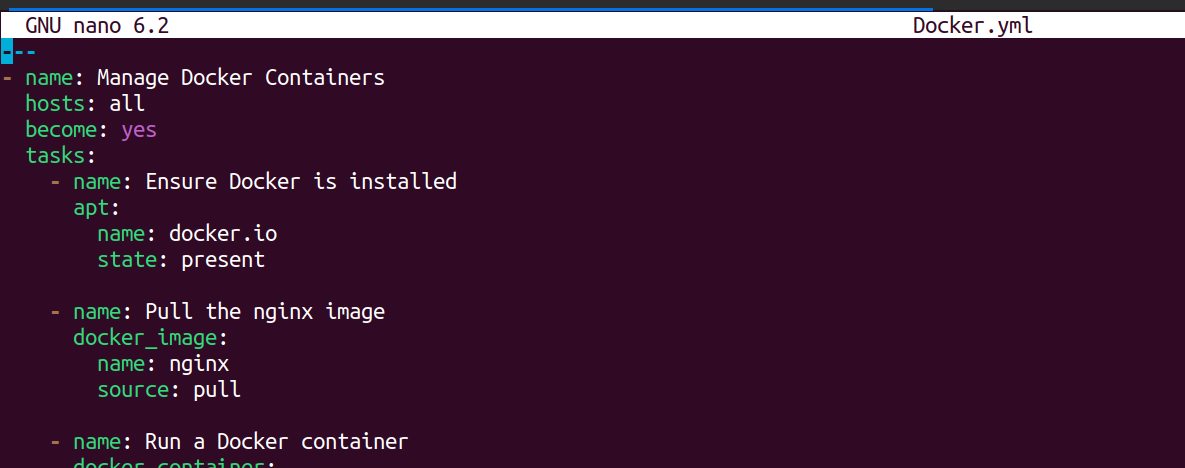 GNU nano 6.2 Docker.yml
---
- name: Manage Docker Containers
  hosts: all
  become: yes
  tasks:
    - name: Ensure Docker is installed
      apt:
        name: docker.io
        state: present

    - name: Pull the nginx image
      docker_image:
        name: nginx
        source: pull

    - name: Run a Docker container
      docker_container: